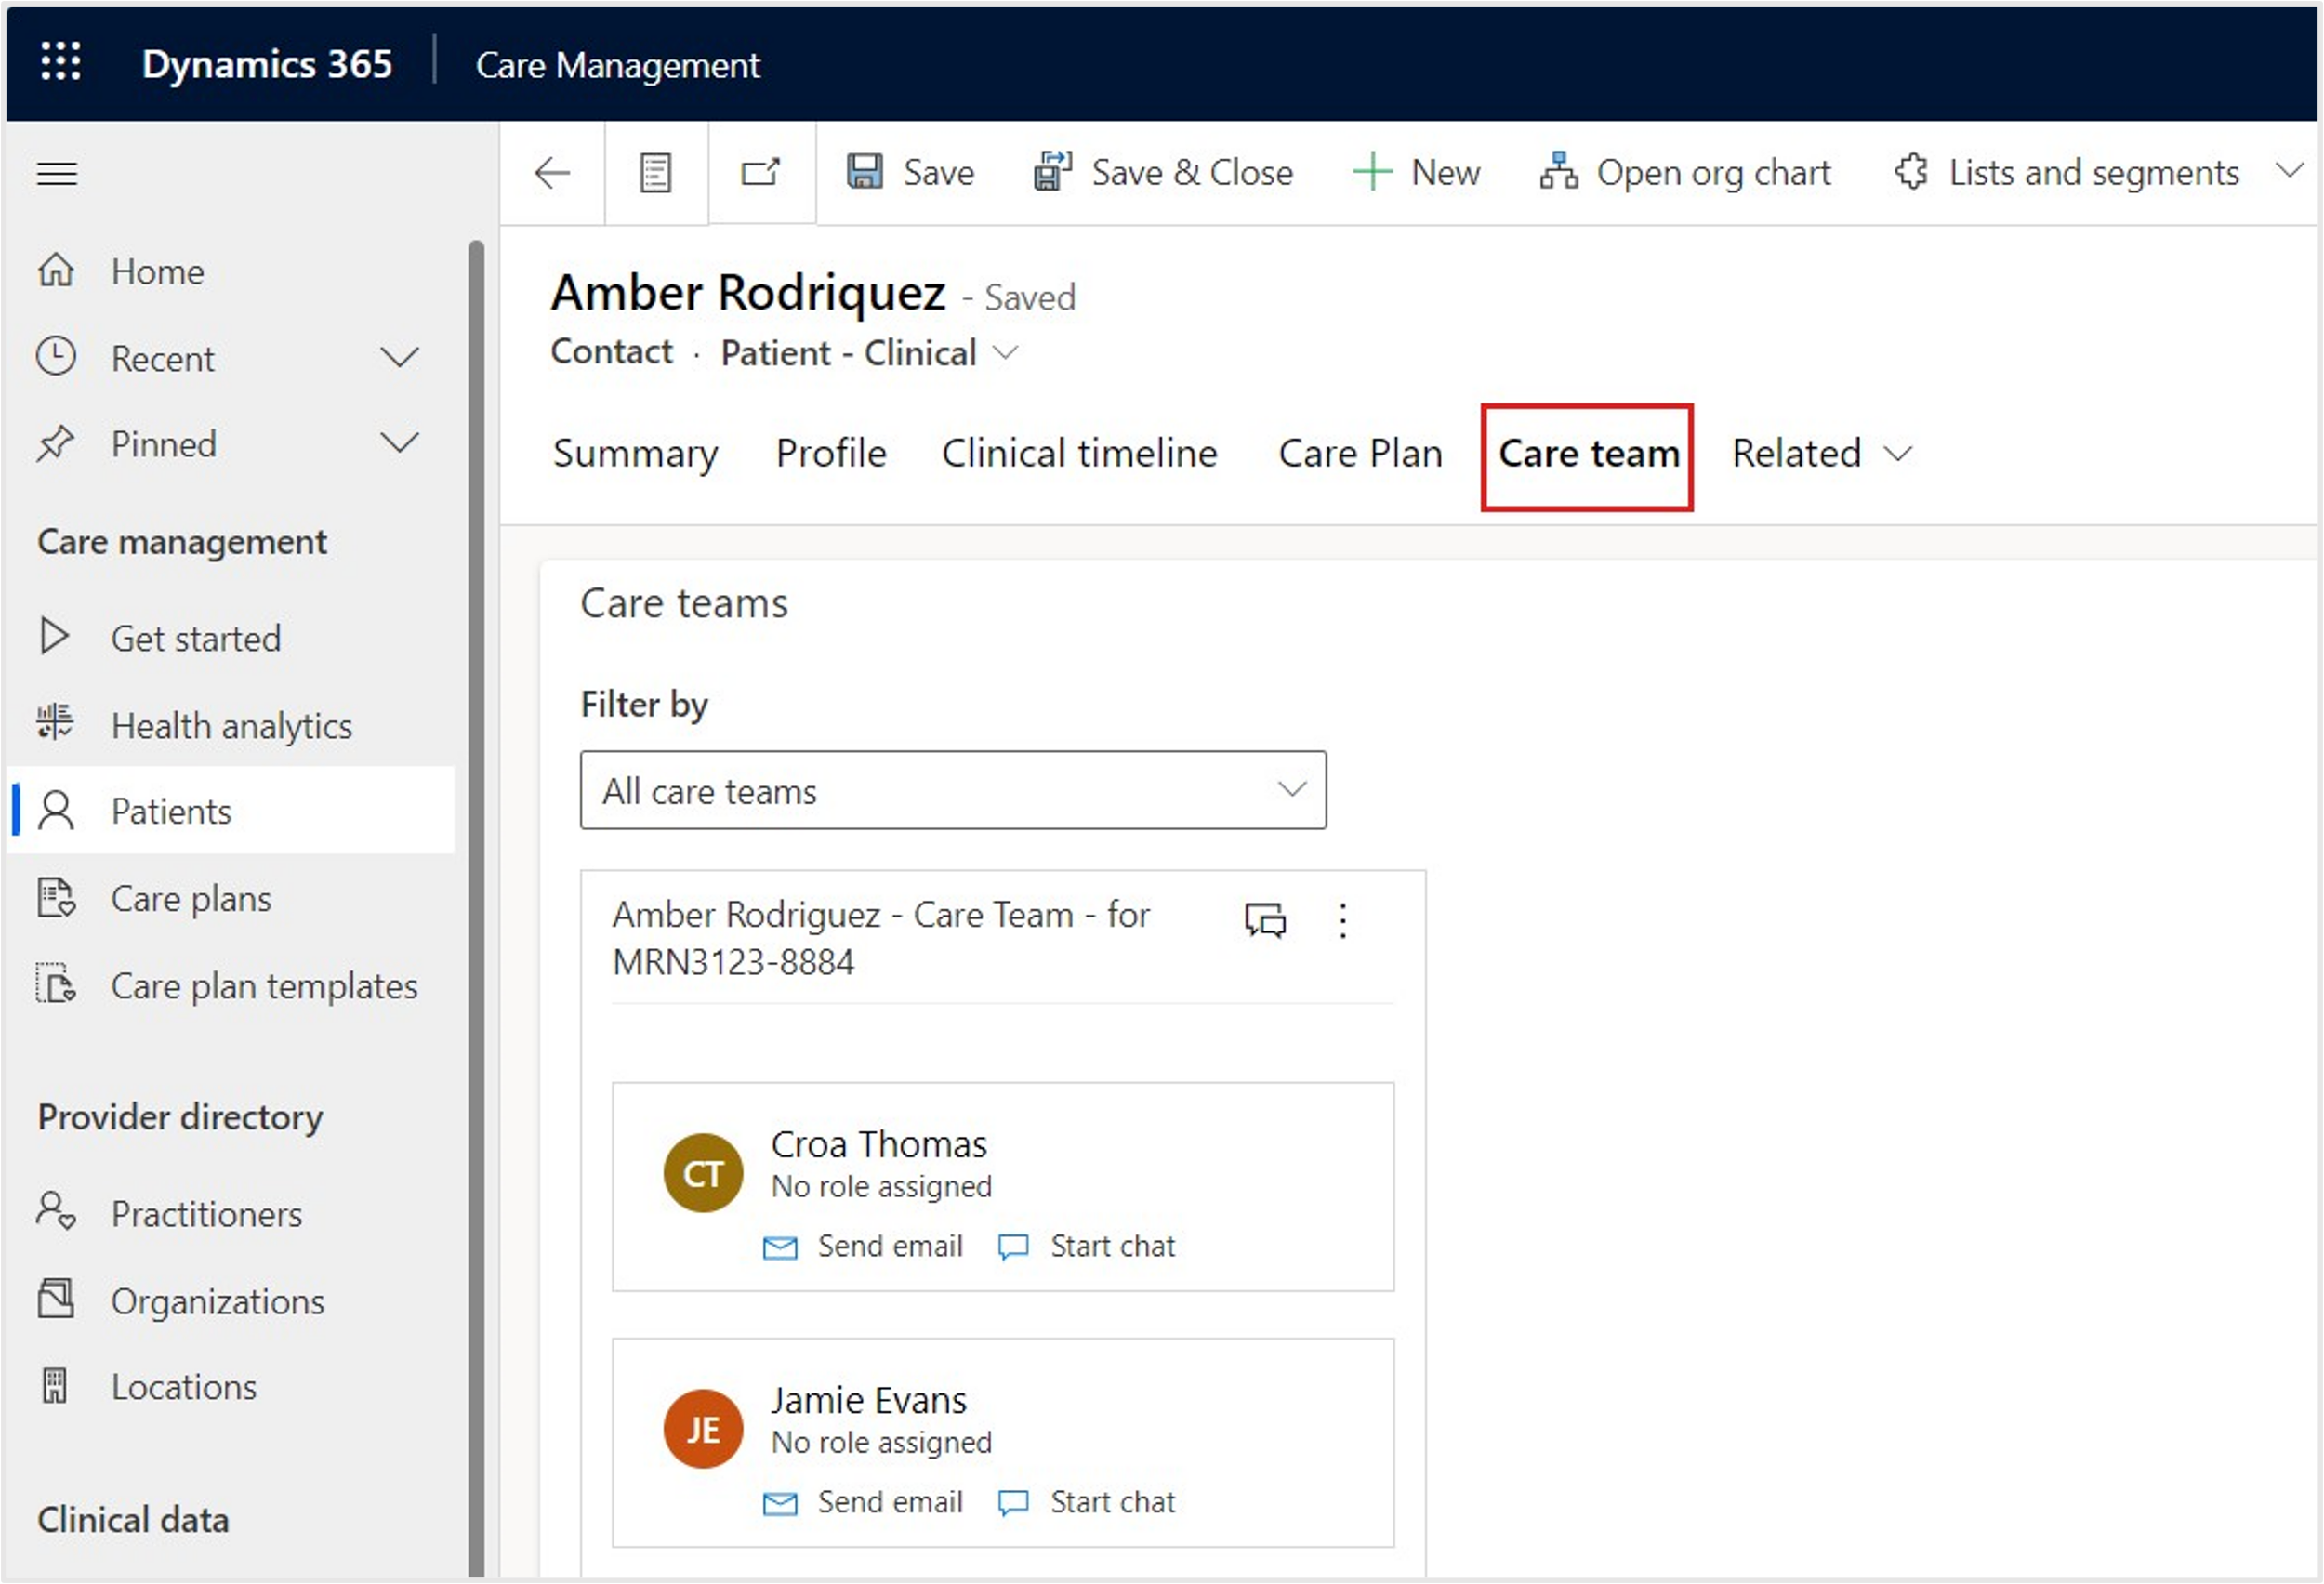 Dynamics 365 Care Management
Save Save & Close New Open org chart Lists and segments
Home
Recent
Pinned
Care management
Get started
Health analytics
Patients
Care plans
Care plan templates
Provider directory
Practitioners
Organizations
Locations
Clinical data
Amber Rodriquez - Saved
Contact · Patient - Clinical
Summary Profile Clinical timeline Care Plan Care team Related
Care teams
Filter by
All care teams
Amber Rodriguez - Care Team - for
MRN3123-8884
CT
Croa Thomas
No role assigned
Send email Start chat
JE
Jamie Evans
No role assigned
Send email Start chat